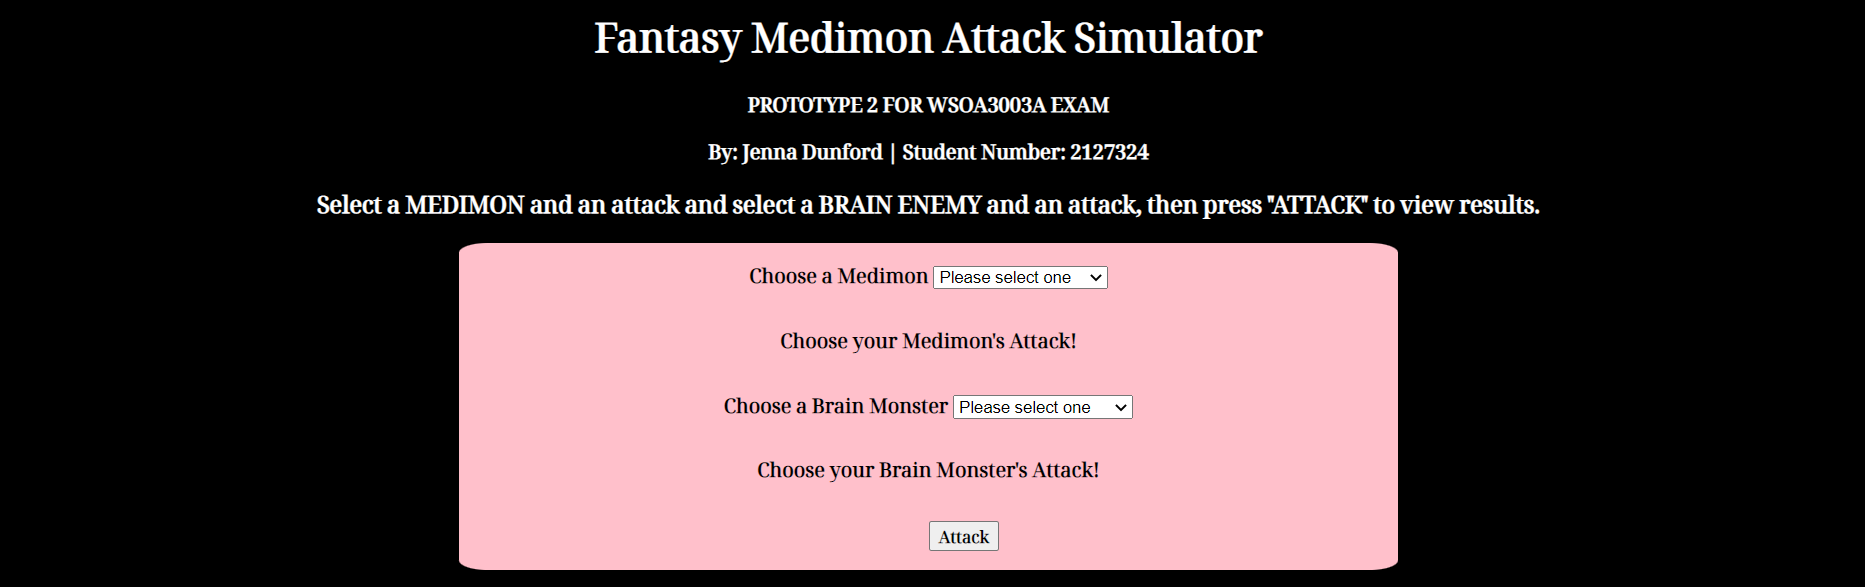 Fantasy Medimon Attack Simulator
PROTOTYPE 2 FOR WSOA3003A EXAM
By: Jenna Dunford | Student Number: 2127324
Select a MEDIMON and an attack and select a BRAIN ENEMY and an attack, then press "ATTACK" to view results.
Choose a Medimon Please select one
Choose your Medimon's Attack!
Choose a Brain Monster Please select one
Choose your Brain Monster's Attack!
Attack